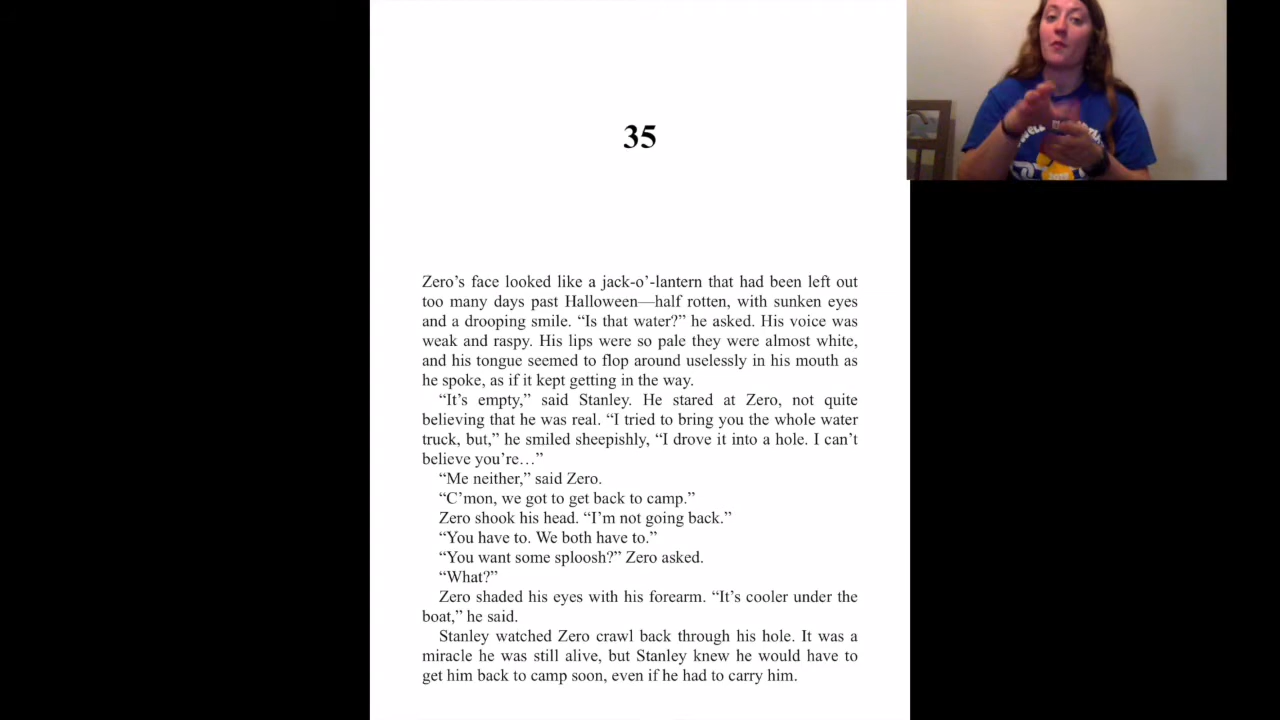 35
Zero’s face looked like a jack-o’-lantern that had been left out
too many days past Halloween—half rotten, with sunken eyes
and a drooping smile. “Is that water?” he asked. His voice was
weak and raspy. His lips were so pale they were almost white,
and his tongue seemed to flop around uselessly in his mouth as
he spoke, as if it kept getting in the way.
“It’s empty,” said Stanley. He stared at Zero, not quite
believing that he was real. “I tried to bring you the whole water
truck, but,” he smiled sheepishly, “I drove it into a hole. I can’t
believe you’re…”
“Me neither,” said Zero.
“C’mon, we got to get back to camp.”
Zero shook his head. “I’m not going back.”
“You have to. We both have to.”
“You want some sploosh?” Zero asked.
“What?”
Zero shaded his eyes with his forearm. “It’s cooler under the
boat,” he said.
Stanley watched Zero crawl back through his hole. It was a
miracle he was still alive, but Stanley knew he would have to
get him back to camp soon, even if he had to carry him.